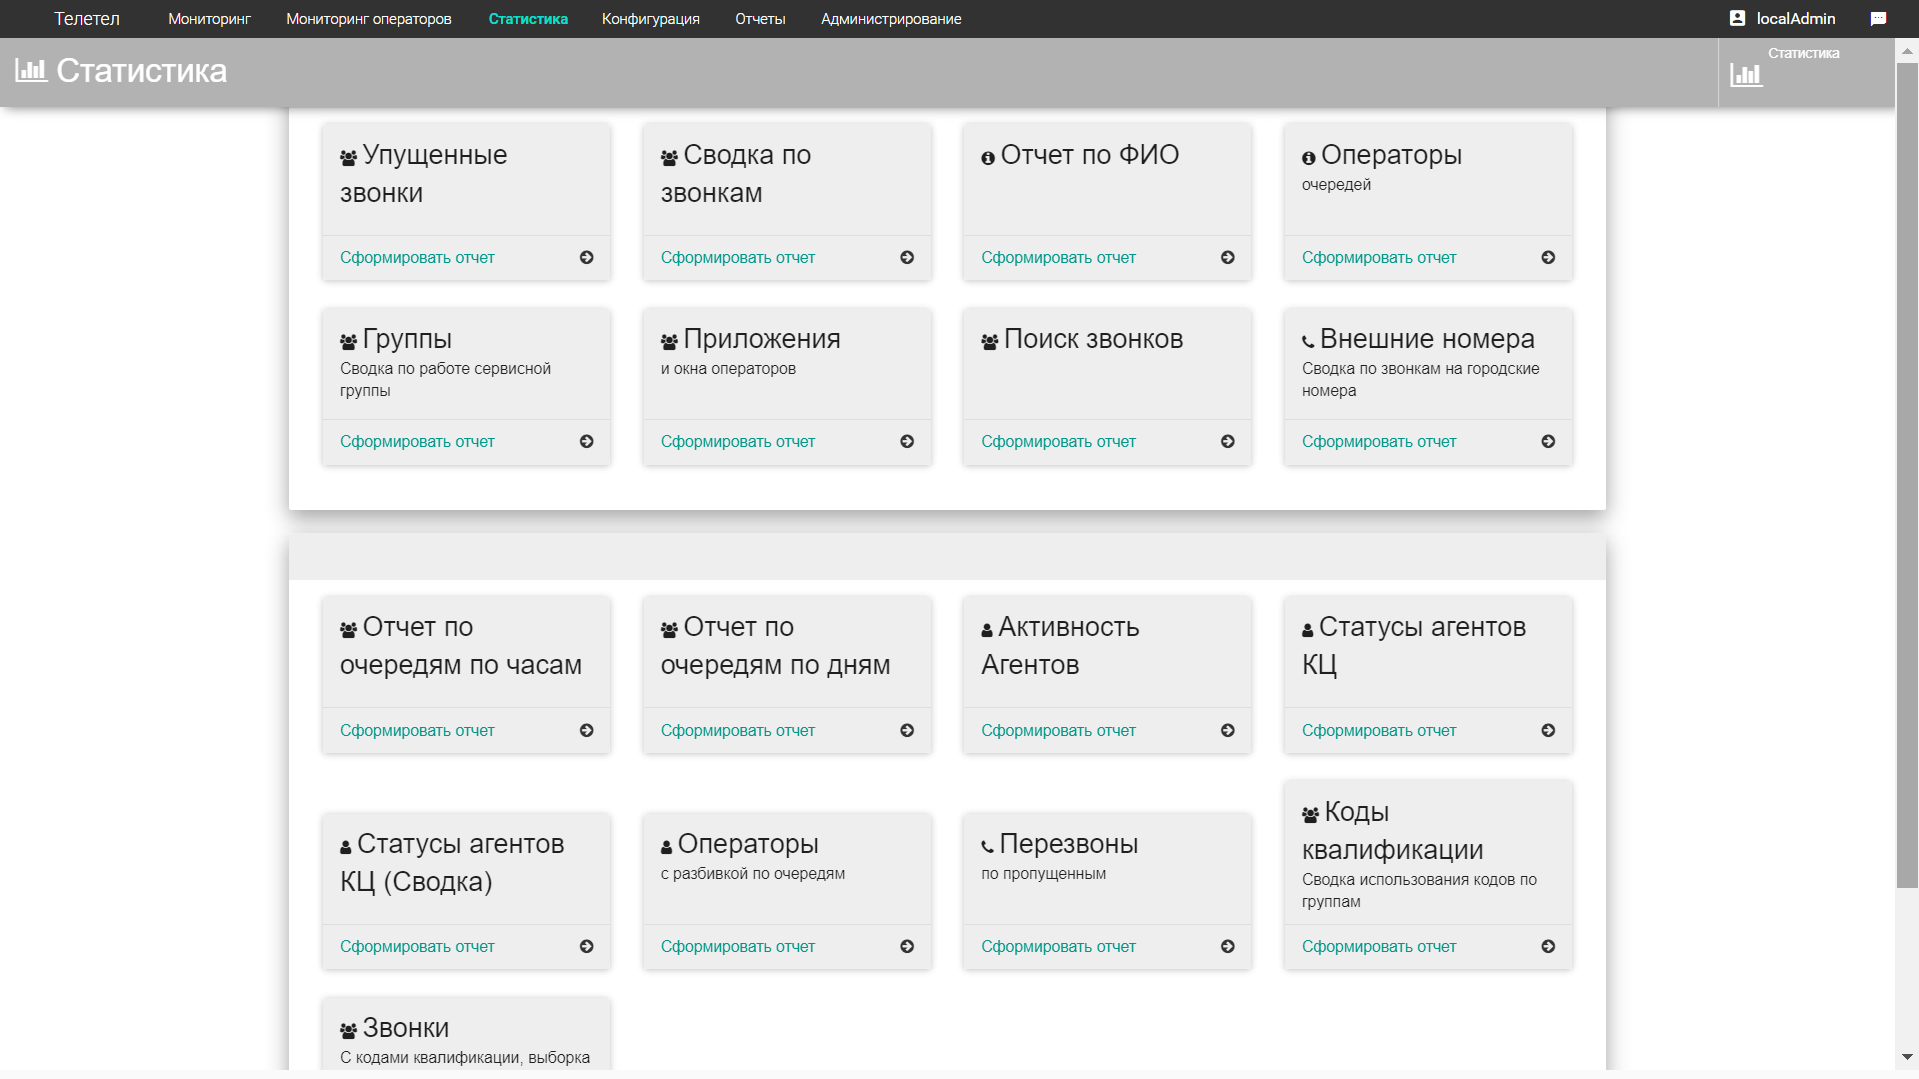 Телетел Мониторинг Мониторинг операторов Статистика Конфигурация Отчеты Администрирование localAdmin
Статистика
Статистика
Упущенные
звонки
Сформировать отчет
Сводка по
звонкам
Сформировать отчет
Отчет по ФИО
Сформировать отчет
Операторы
очередей
Сформировать отчет
Группы
Сводка по работе сервисной
группы
Сформировать отчет
Приложения
и окна операторов
Сформировать отчет
Поиск звонков
Сформировать отчет
Внешние номера
Сводка по звонкам на городские
номера
Сформировать отчет
Отчет по
очередям по часам
Сформировать отчет
Отчет по
очередям по дням
Сформировать отчет
Активность
Агентов
Сформировать отчет
Статусы агентов
КЦ
Сформировать отчет
Статусы агентов
КЦ (Сводка)
Сформировать отчет
Операторы
с разбивкой по очередям
Сформировать отчет
Перезвоны
по пропущенным
Сформировать отчет
Коды
квалификации
Сводка использования кодов по
группам
Сформировать отчет
Звонки
С кодами квалификации, выборка